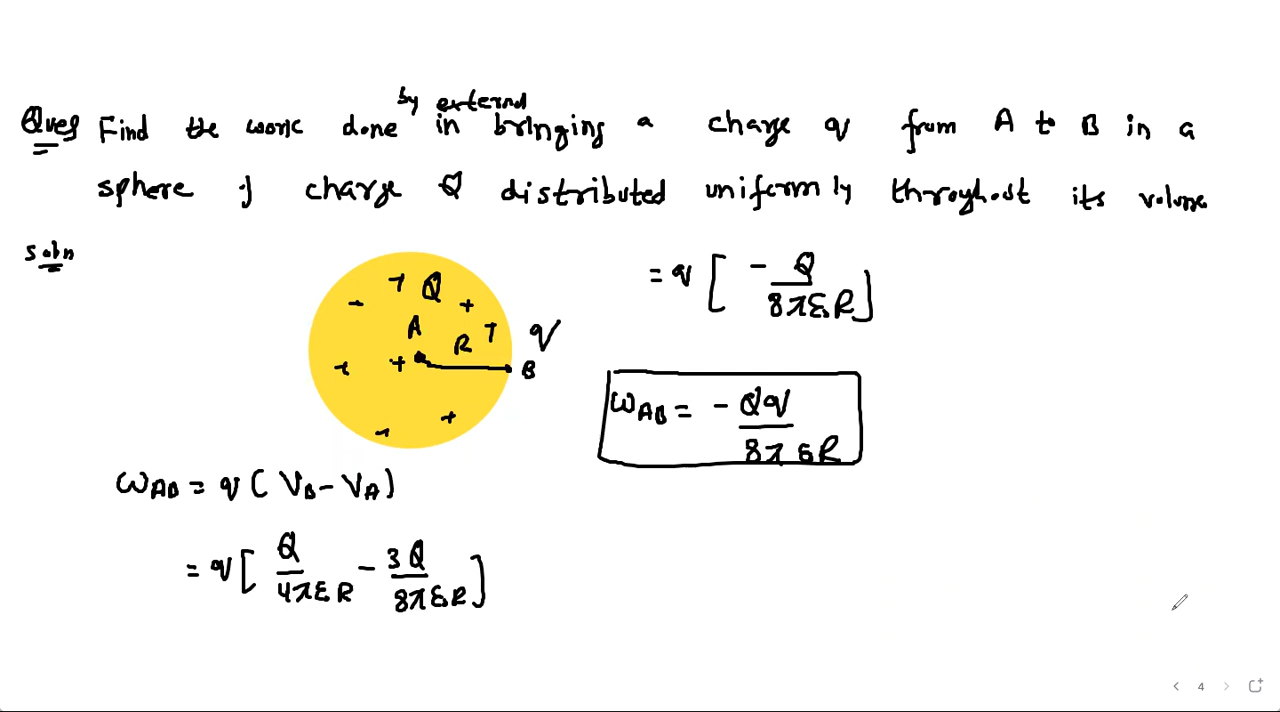 by external
Ques Find the work done in bringing a charge q from A to B in a
sphere of charge Q distributed uniformly throughout its volume
soln
+ Q
- +
A
R + q
+ + B
- +
= q [ - Q / 8πε₀R ]
W_AB = - Qq / 8πε₀R
W_AB = q ( V_B - V_A )
= q [ Q / 4πε₀R - 3Q / 8πε₀R ]
4